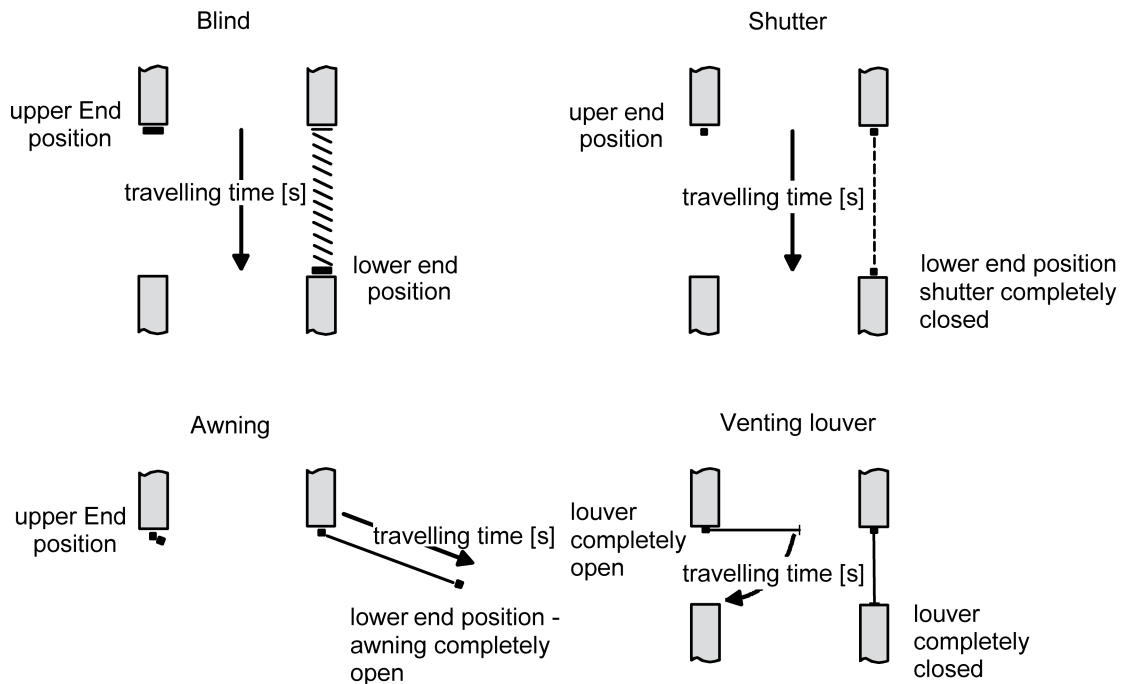 Blind
upper End
position
travelling time [s]
lower end
position
Shutter
uper end
position
travelling time [s]
lower end position
shutter completely
closed
Awning
upper End
position
travelling time [s]
lower end position -
awning completely
open
Venting louver
louver
completely
open
travelling time [s]
louver
completely
closed